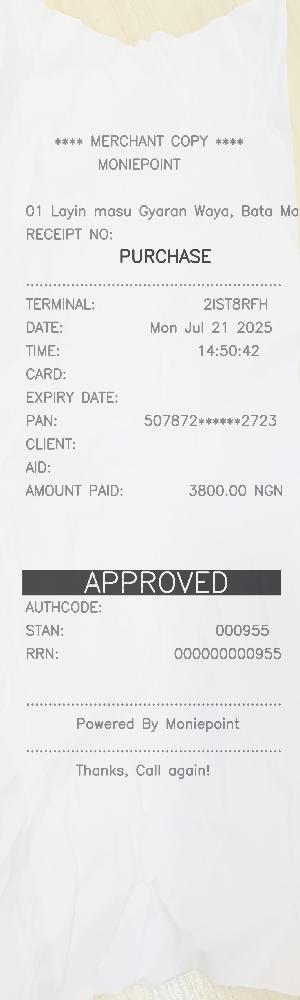 **** MERCHANT COPY ****
MONIEPOINT
01 Layin masu Gyaran Waya, Bata Ma
RECEIPT NO:
PURCHASE
TERMINAL: 2IST8RFH
DATE: Mon Jul 21 2025
TIME: 14:50:42
CARD:
EXPIRY DATE:
PAN: 507872******2723
CLIENT:
AID:
AMOUNT PAID: 3800.00 NGN
APPROVED
AUTHCODE:
STAN: 000955
RRN: 000000000955
Powered By Moniepoint
Thanks, Call again!